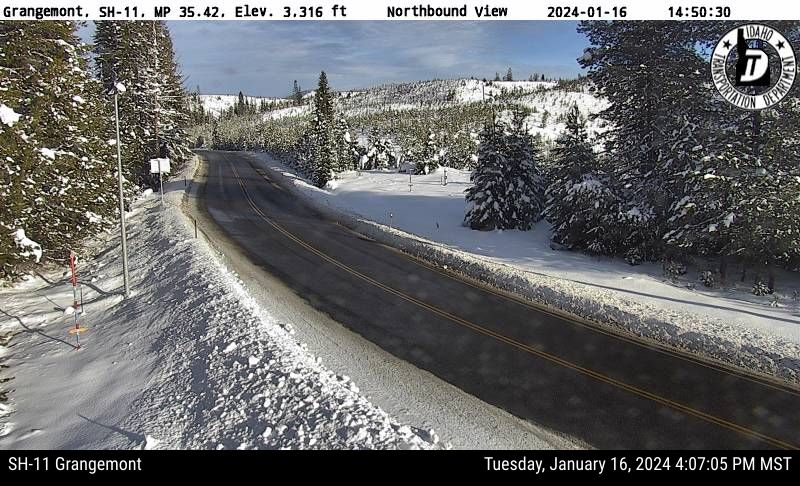 Grangemont, SH-11, MP 35.42, Elev. 3,316 ft Northbound View 2024-01-16 14:50:30
IDAHO
TRANSPORTATION DEPARTMENT
SH-11 Grangemont Tuesday, January 16, 2024 4:07:05 PM MST